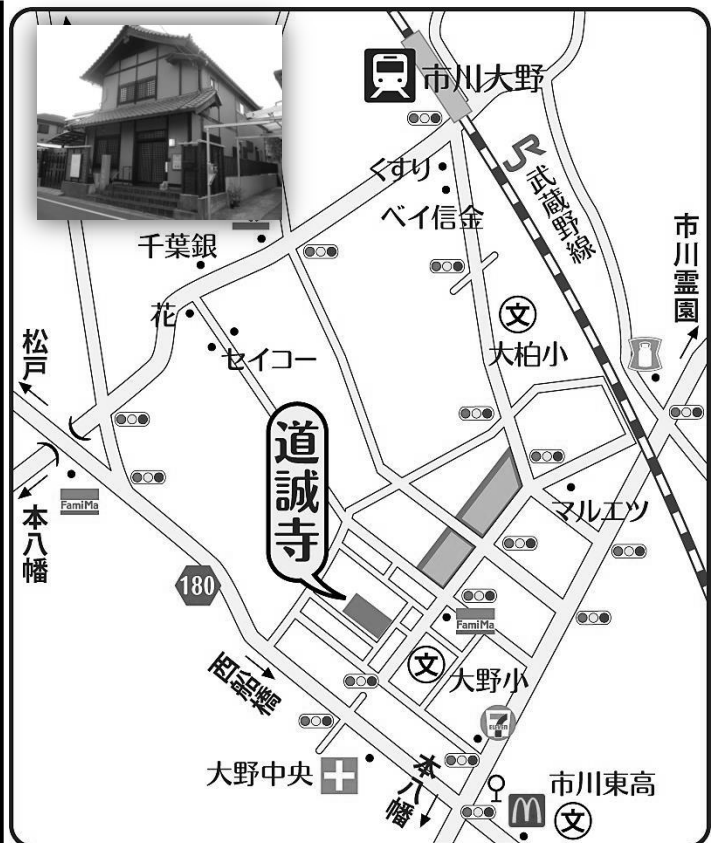 市川大野
JR
武蔵野線
くすり
ベイ信金
千葉銀
市川霊園
花
文
セイコー
大柏小
松戸
道誠寺
FamiMa
本八幡
マルエツ
180
FamiMa
文
大野小
西船橋
7
ELEVEN
大野中央
本八幡
市川東高
文